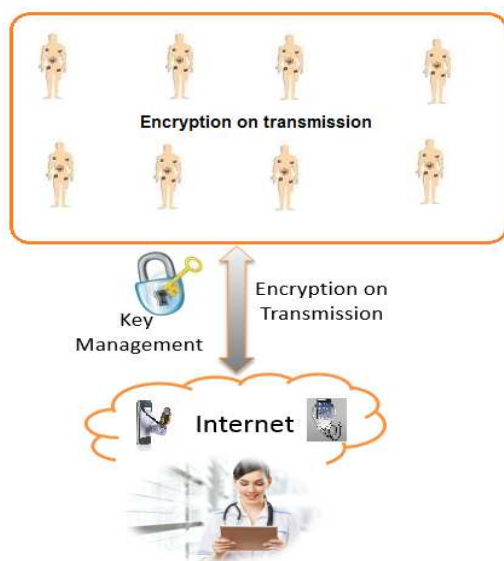 Encryption on transmission
Encryption on
Transmission
Key
Management
Internet